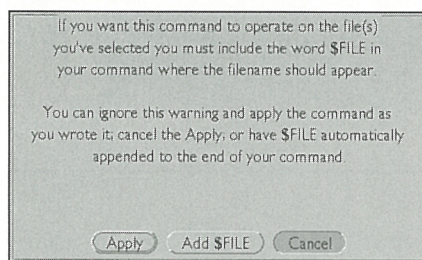 If you want this command to operate on the file(s)
you've selected you must include the word $FILE in
your command where the filename should appear.
You can ignore this warning and apply the command as
you wrote it, cancel the Apply, or have $FILE automatically
appended to the end of your command.
Apply Add $FILE Cancel